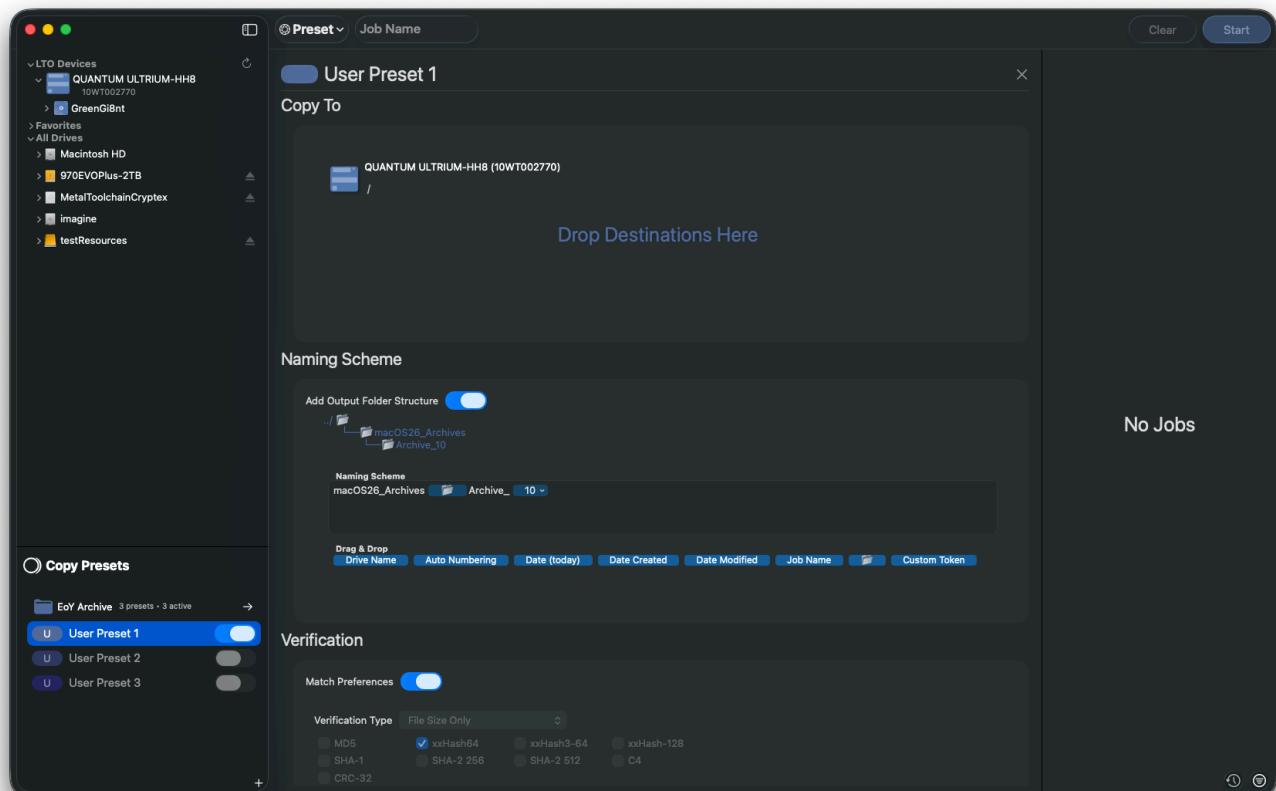 Preset
Job Name
Clear
Start
LTO Devices
QUANTUM ULTRIUM-HH8
10WT002770
GreenGi8nt
Favorites
All Drives
Macintosh HD
970EVOPlus-2TB
MetalToolchainCryptex
imagine
testResources
Copy Presets
EoY Archive 3 presets • 3 active
U User Preset 1
U User Preset 2
U User Preset 3
+
User Preset 1
Copy To
QUANTUM ULTRIUM-HH8 (10WT002770)
/
Drop Destinations Here
Naming Scheme
Add Output Folder Structure
../
macOS26_Archives
Archive_10
Naming Scheme
macOS26_Archives Archive_ 10
Drag & Drop
Drive Name Auto Numbering Date (today) Date Created Date Modified Job Name Custom Token
Verification
Match Preferences
Verification Type File Size Only
MD5 xxHash64 xxHash3-64 xxHash-128
SHA-1 SHA-2 256 SHA-2 512 C4
CRC-32
No Jobs